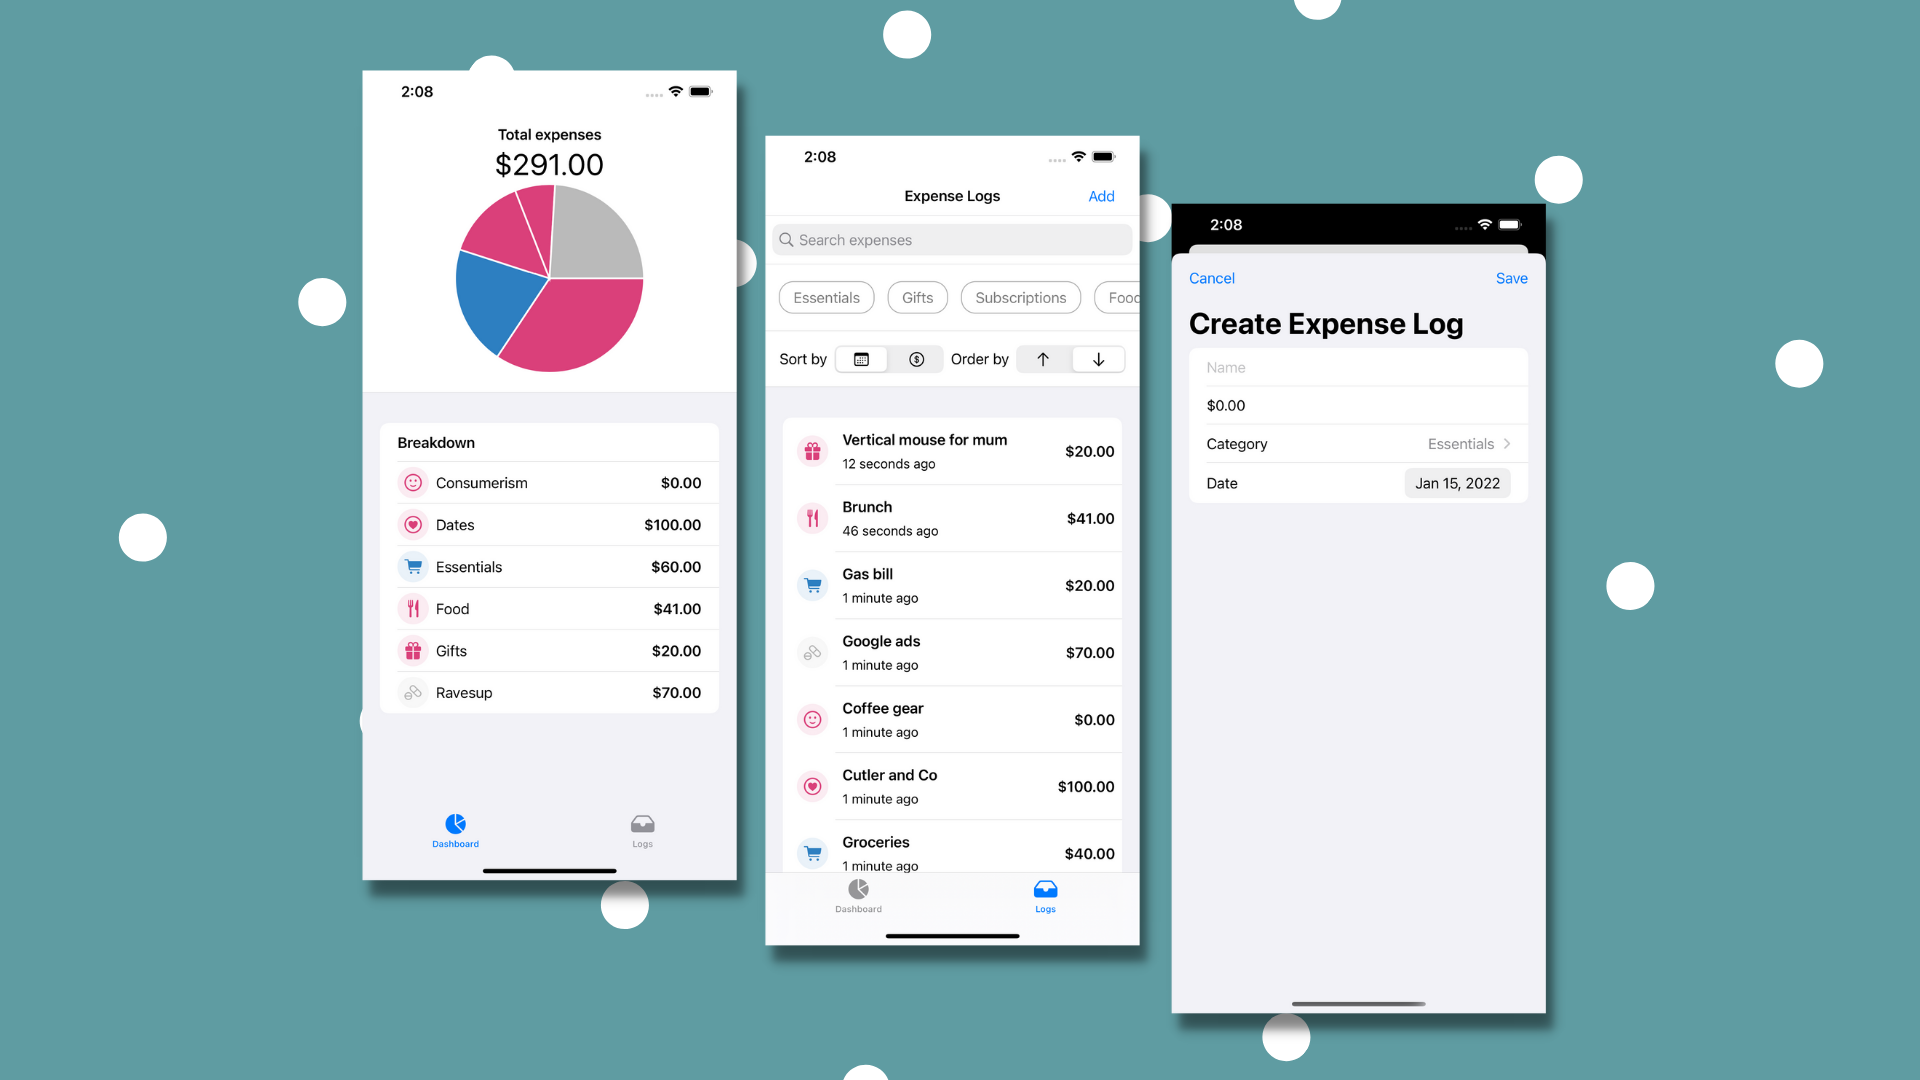 2:08
Total expenses
$291.00
Breakdown
Consumerism $0.00
Dates $100.00
Essentials $60.00
Food $41.00
Gifts $20.00
Ravesup $70.00
Dashboard Logs
2:08
Expense Logs Add
Search expenses
Essentials Gifts Subscriptions Food
Sort by Order by
Vertical mouse for mum
12 seconds ago
$20.00
Brunch
46 seconds ago
$41.00
Gas bill
1 minute ago
$20.00
Google ads
1 minute ago
$70.00
Coffee gear
1 minute ago
$0.00
Cutler and Co
1 minute ago
$100.00
Groceries
1 minute ago
$40.00
Dashboard Logs
2:08
Cancel Save
Create Expense Log
Name
$0.00
Category Essentials
Date Jan 15, 2022